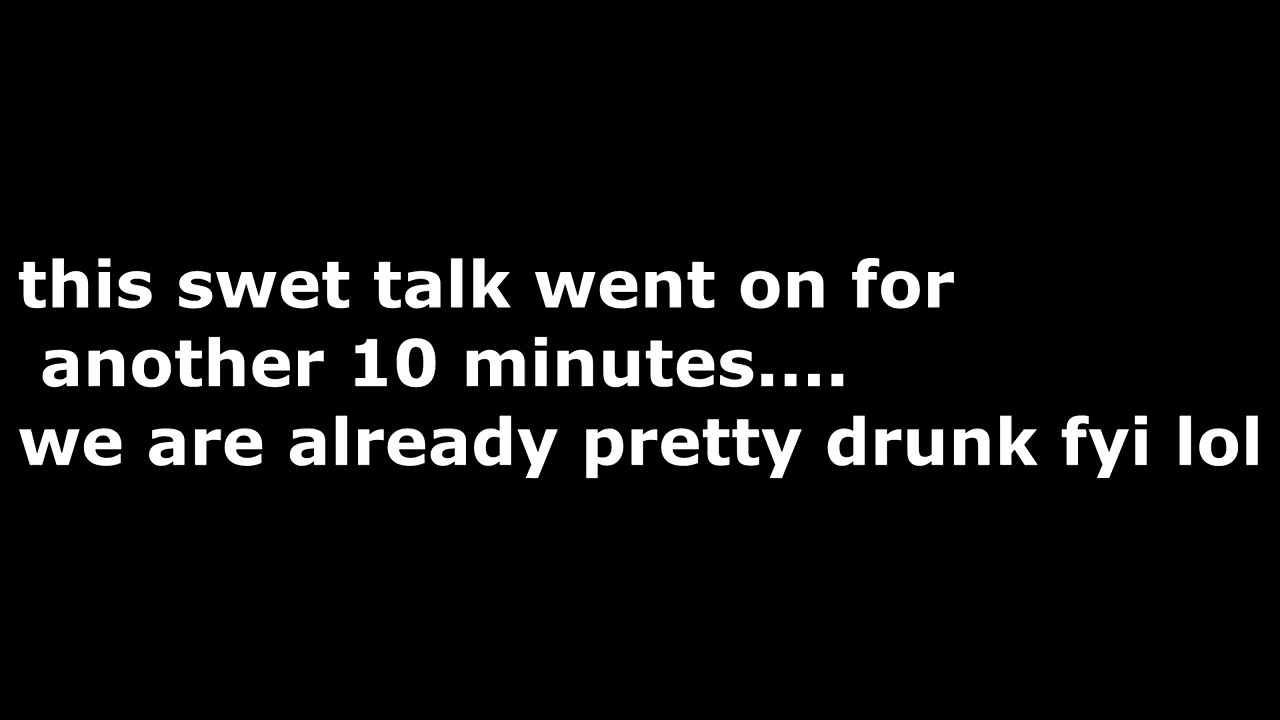 this swet talk went on for
another 10 minutes....
we are already pretty drunk fyi lol